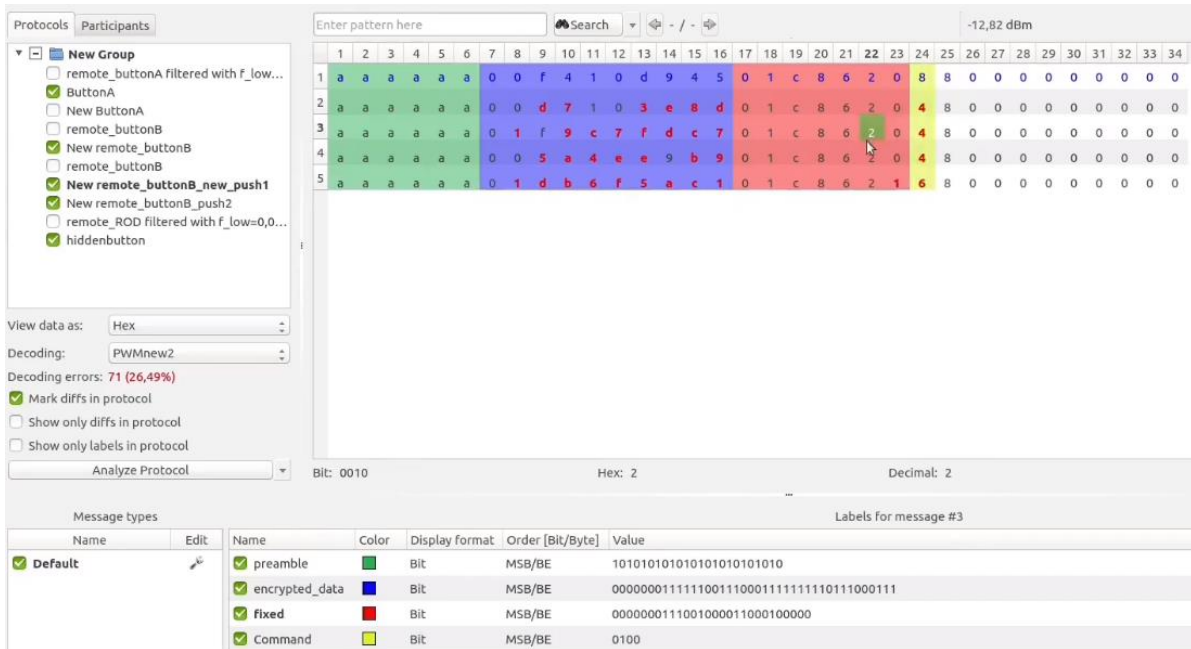 Protocols Participants
New Group
remote_buttonA filtered with f_low...
ButtonA
New ButtonA
remote_buttonB
New remote_buttonB
remote_buttonB
New remote_buttonB_new_push1
New remote_buttonB_push2
remote_ROD filtered with f_low=0,0...
hiddenbutton
View data as: Hex
Decoding: PWMnew2
Decoding errors: 71 (26,49%)
Mark diffs in protocol
Show only diffs in protocol
Show only labels in protocol
Analyze Protocol
Enter pattern here Search - / - -12,82 dBm
1 2 3 4 5 6 7 8 9 10 11 12 13 14 15 16 17 18 19 20 21 22 23 24 25 26 27 28 29 30 31 32 33 34
1 a a a a a a 0 0 f 4 1 0 d 9 4 5 0 1 c 8 6 2 0 8 8 0 0 0 0 0 0 0 0 0
2 a a a a a a 0 0 d 7 1 0 3 e 8 d 0 1 c 8 6 2 0 4 8 0 0 0 0 0 0 0 0 0
3 a a a a a a 0 1 f 9 c 7 f d c 7 0 1 c 8 6 2 0 4 8 0 0 0 0 0 0 0 0 0
4 a a a a a a 0 0 5 a 4 e e 9 b 9 0 1 c 8 6 2 0 4 8 0 0 0 0 0 0 0 0 0
5 a a a a a a 0 1 d b 6 f 5 a c 1 0 1 c 8 6 2 1 6 8 0 0 0 0 0 0 0 0 0
Bit: 0010 Hex: 2 Decimal: 2
Message types
Name Edit
Default
Labels for message #3
Name Color Display format Order [Bit/Byte] Value
preamble Bit MSB/BE 101010101010101010101010
encrypted_data Bit MSB/BE 0000000111111001110001111111110111000111
fixed Bit MSB/BE 0000000111001000011000100000
Command Bit MSB/BE 0100